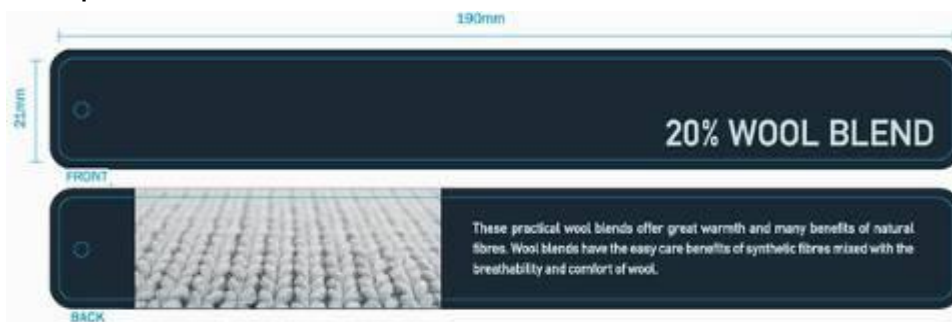 190mm
21mm
20% WOOL BLEND
FRONT
These practical wool blends offer great warmth and many benefits of natural
fibres. Wool blends have the easy care benefits of synthetic fibres mixed with the
breathability and comfort of wool.
BACK